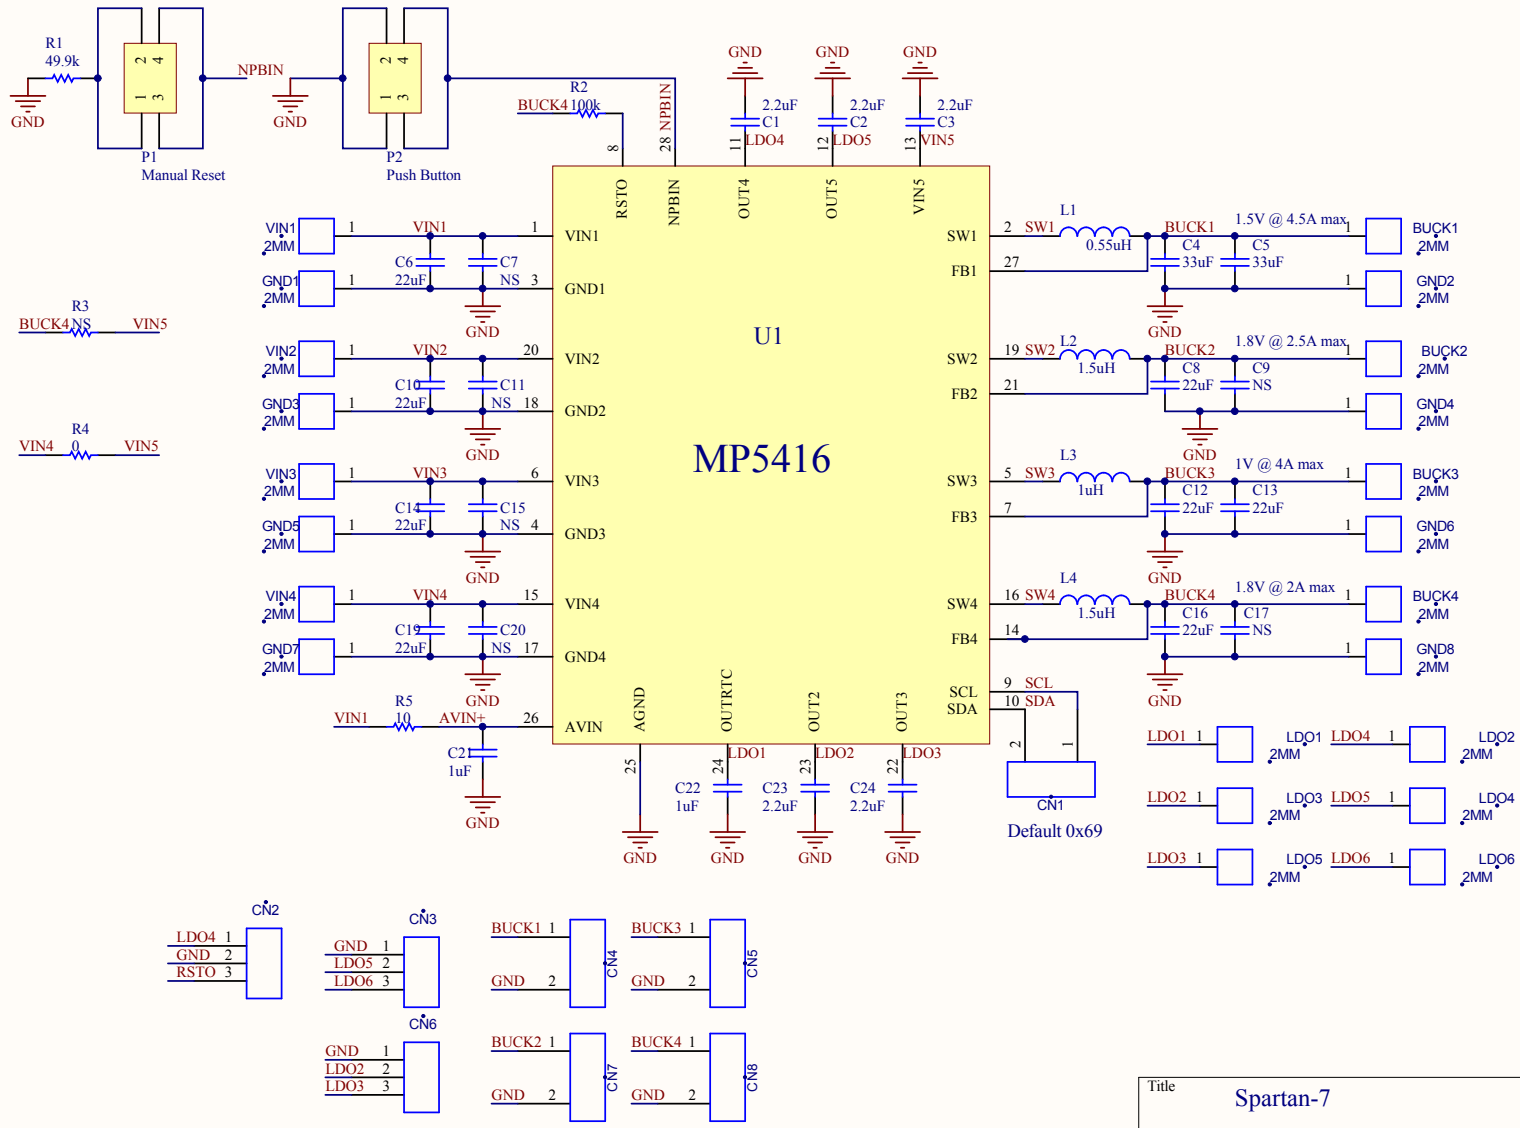 R1
49.9k
GND
2 4
1 3
P1
Manual Reset
NPBIN
GND
2 4
1 3
P2
Push Button
R2
BUCK4 100k
8
28 NPBIN
GND
2.2uF
C1
11 LDO4
GND
2.2uF
C2
12 LDO5
GND
2.2uF
C3
13 VIN5
RSTO
NPBIN
OUT4
OUT5
VIN5
U1
MP5416
VIN1
2MM
1
VIN1
1
VIN1
C6
22uF
C7
NS
GND1
2MM
1
3
GND1
GND
R3
BUCK4 NS VIN5
VIN2
2MM
1
VIN2
20
VIN2
C10
22uF
C11
NS
GND3
2MM
1
18
GND2
GND
R4
VIN4 0 VIN5
VIN3
2MM
1
VIN3
6
VIN3
C14
22uF
C15
NS
GND5
2MM
1
4
GND3
GND
VIN4
2MM
1
VIN4
15
VIN4
C19
22uF
C20
NS
GND7
2MM
1
17
GND4
GND
R5
VIN1 10 AVIN+
26
AVIN
C21
1uF
GND
SW1
2 SW1
L1
0.55uH
BUCK1
1.5V @ 4.5A max
1
BUCK1
2MM
FB1
27
C4
33uF
C5
33uF
1
GND2
2MM
GND
SW2
19 SW2
L2
1.5uH
BUCK2
1.8V @ 2.5A max
1
BUCK2
2MM
FB2
21
C8
22uF
C9
NS
1
GND4
2MM
GND
SW3
5 SW3
L3
1uH
BUCK3
1V @ 4A max
1
BUCK3
2MM
FB3
7
C12
22uF
C13
22uF
1
GND6
2MM
GND
SW4
16 SW4
L4
1.5uH
BUCK4
1.8V @ 2A max
1
BUCK4
2MM
FB4
14
C16
22uF
C17
NS
1
GND8
2MM
GND
SCL
9 SCL
SDA
10 SDA
2 1
CN1
Default 0x69
AGND
OUTRTC
OUT2
OUT3
25
GND
24 LDO1
C22
1uF
GND
23 LDO2
C23
2.2uF
GND
22 LDO3
C24
2.2uF
GND
LDO1 1
LDO1
2MM
LDO4 1
LDO2
2MM
LDO2 1
LDO3
2MM
LDO5 1
LDO4
2MM
LDO3 1
LDO5
2MM
LDO6 1
LDO6
2MM
CN2
LDO4 1
GND 2
RSTO 3
CN3
GND 1
LDO5 2
LDO6 3
BUCK1 1
GND 2
CN4
BUCK3 1
GND 2
CN5
CN6
GND 1
LDO2 2
LDO3 3
BUCK2 1
GND 2
CN7
BUCK4 1
GND 2
CN8
Title
Spartan-7